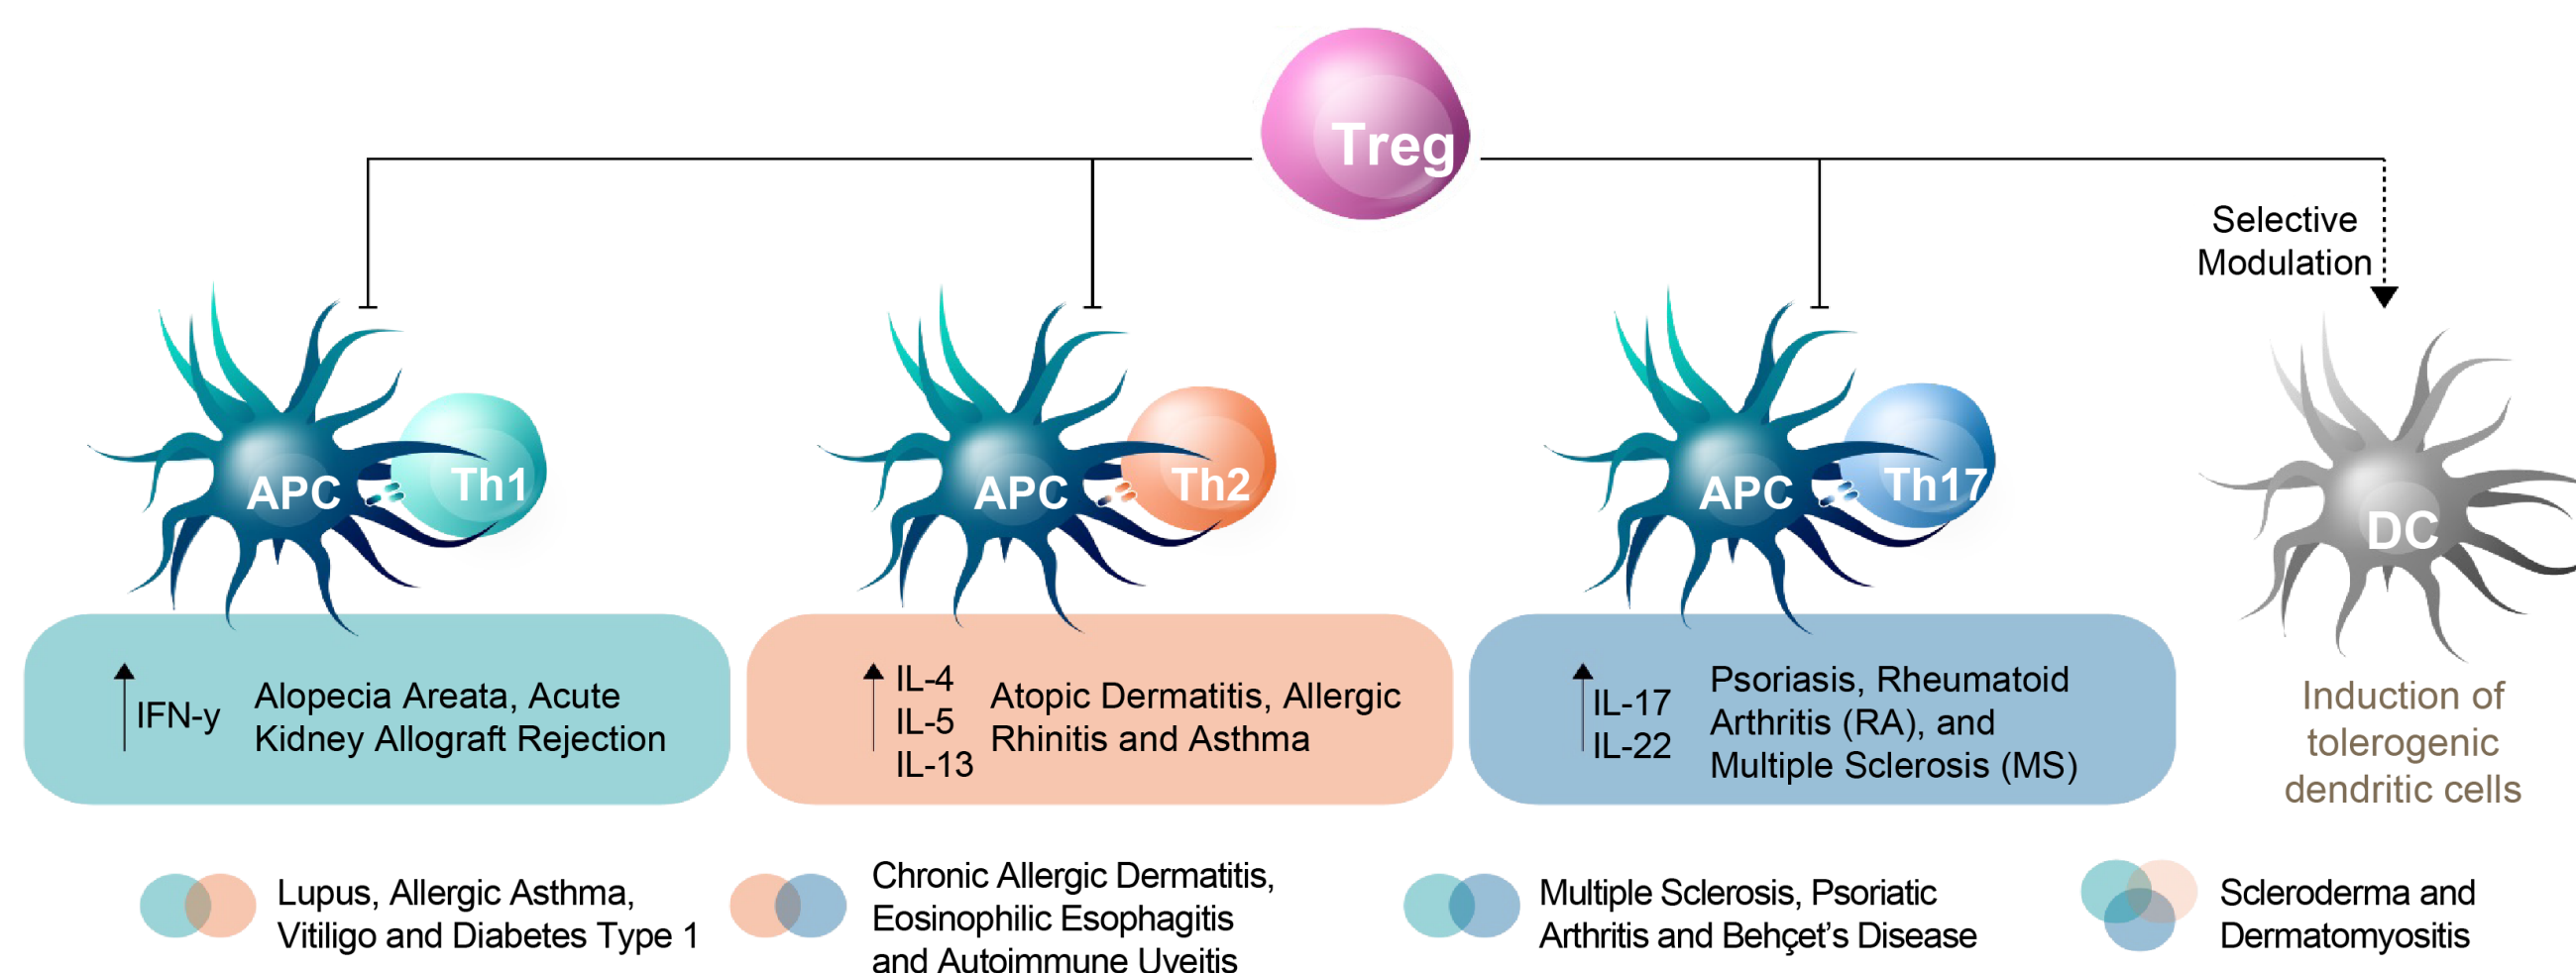 Treg
Selective
Modulation
APC
Th1
APC
Th2
APC
Th17
DC
IFN-y
Alopecia Areata, Acute
Kidney Allograft Rejection
IL-4
IL-5
IL-13
Atopic Dermatitis, Allergic
Rhinitis and Asthma
IL-17
IL-22
Psoriasis, Rheumatoid
Arthritis (RA), and
Multiple Sclerosis (MS)
Induction of
tolerogenic
dendritic cells
Lupus, Allergic Asthma,
Vitiligo and Diabetes Type 1
Chronic Allergic Dermatitis,
Eosinophilic Esophagitis
and Autoimmune Uveitis
Multiple Sclerosis, Psoriatic
Arthritis and Behçet’s Disease
Scleroderma and
Dermatomyositis